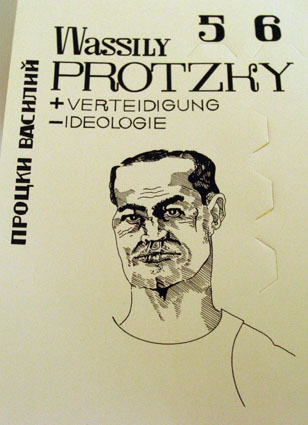 5 6
Wassily
PROTZKY
+VERTEIDIGUNG
-IDEOLOGIE
ПРОЦКИ ВАСИЛИЙ